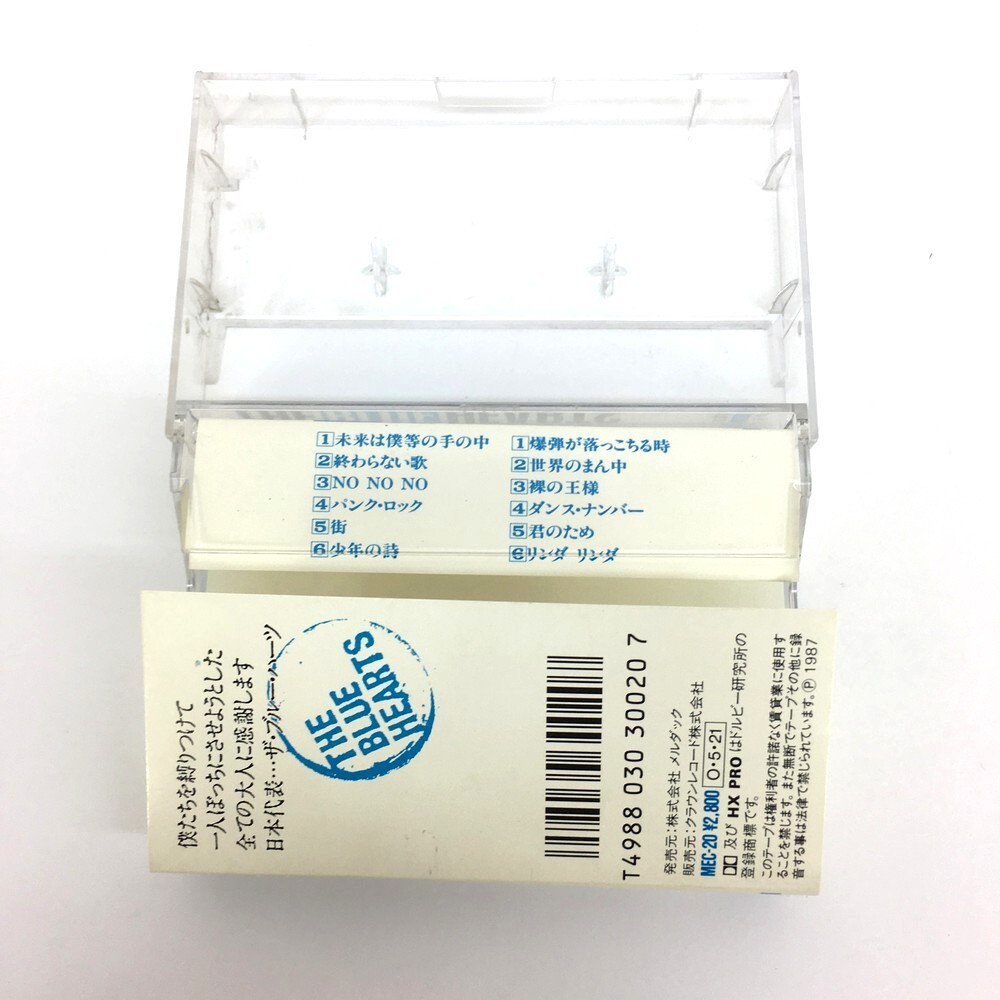 1 未来は僕等の手の中
2 終わらない歌
3 NO NO NO
4 パンク・ロック
5 街
6 少年の詩
1 爆弾が落っこちる時
2 世界のまん中
3 裸の王様
4 ダンス・ナンバー
5 君のため
6 リンダ リンダ
僕たちを縛りつけて
一人ぼっちにさせようとした
全ての大人に感謝します
日本代表…ザ・ブルー・ハーツ
THE
BLUE
HEARTS
T4988 030 300207
発売元：株式会社 メルダック
販売元：クラウンレコード株式会社
MEC-20 ¥2,800 O・5・21
及び HX PRO はドルビー研究所の
登録商標です。
このテープは権利者の許諾なく賃貸業に使用す
ることを禁じます。また無断でテープその他に録
音する事は法律で禁じられています。Ⓟ 1987